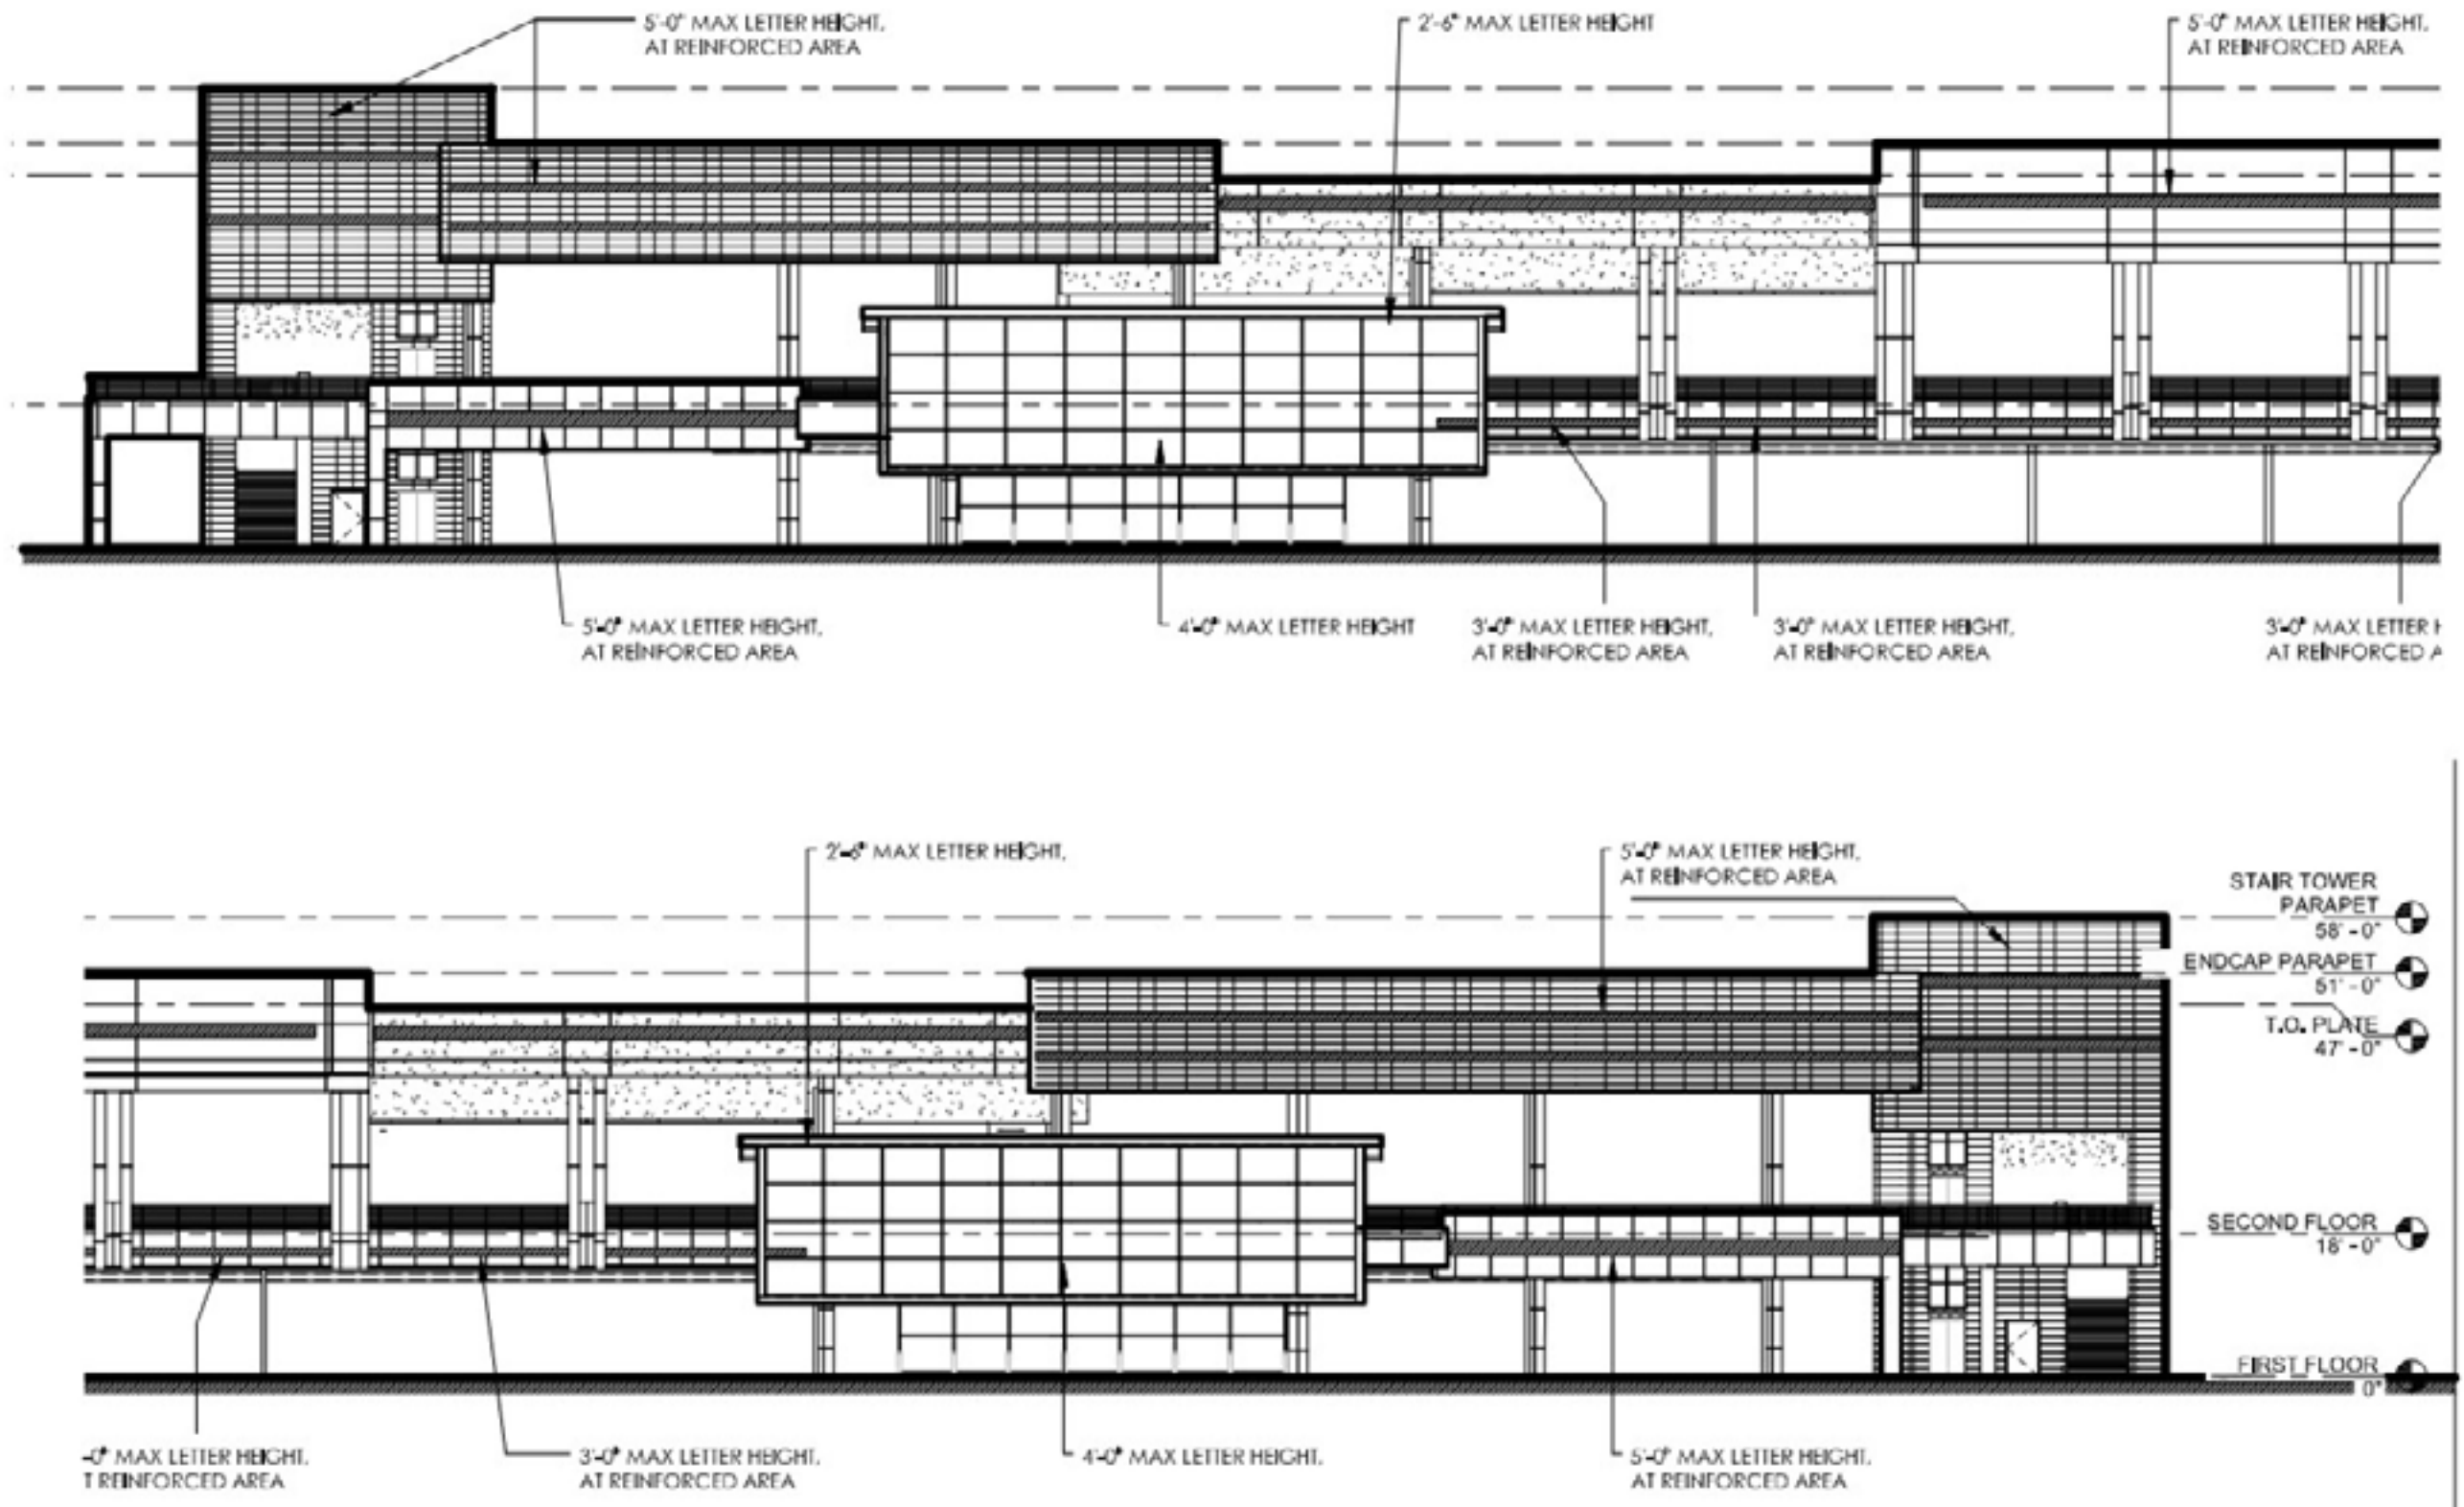 5'-0" MAX LETTER HEIGHT,
AT REINFORCED AREA
2'-6" MAX LETTER HEIGHT
5'-0" MAX LETTER HEIGHT,
AT REINFORCED AREA
5'-0" MAX LETTER HEIGHT,
AT REINFORCED AREA
4'-0" MAX LETTER HEIGHT
3'-0" MAX LETTER HEIGHT,
AT REINFORCED AREA
3'-0" MAX LETTER HEIGHT,
AT REINFORCED AREA
3'-0" MAX LETTER H
AT REINFORCED A
2'-6" MAX LETTER HEIGHT,
5'-0" MAX LETTER HEIGHT,
AT REINFORCED AREA
STAIR TOWER
PARAPET
58' - 0"
ENDCAP PARAPET
51' - 0"
T.O. PLATE
47' - 0"
SECOND FLOOR
18' - 0"
FIRST FLOOR
0"
-0" MAX LETTER HEIGHT,
T REINFORCED AREA
3'-0" MAX LETTER HEIGHT,
AT REINFORCED AREA
4'-0" MAX LETTER HEIGHT,
5'-0" MAX LETTER HEIGHT,
AT REINFORCED AREA